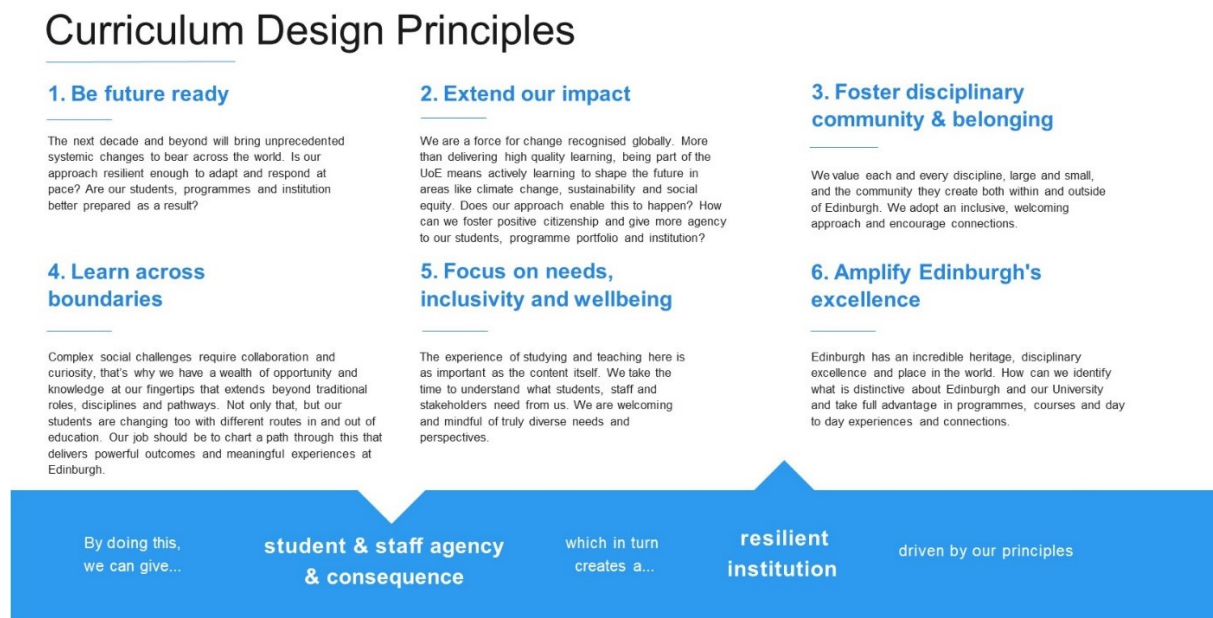 Curriculum Design Principles
1. Be future ready
The next decade and beyond will bring unprecedented
systemic changes to bear across the world. Is our
approach resilient enough to adapt and respond at
pace? Are our students, programmes and institution
better prepared as a result?
2. Extend our impact
We are a force for change recognised globally. More
than delivering high quality learning, being part of the
UoE means actively learning to shape the future in
areas like climate change, sustainability and social
equity. Does our approach enable this to happen? How
can we foster positive citizenship and give more agency
to our students, programme portfolio and institution?
3. Foster disciplinary
community & belonging
We value each and every discipline, large and small,
and the community they create both within and outside
of Edinburgh. We adopt an inclusive, welcoming
approach and encourage connections.
4. Learn across
boundaries
Complex social challenges require collaboration and
curiosity, that's why we have a wealth of opportunity and
knowledge at our fingertips that extends beyond traditional
roles, disciplines and pathways. Not only that, but our
students are changing too with different routes in and out of
education. Our job should be to chart a path through this that
delivers powerful outcomes and meaningful experiences at
Edinburgh.
5. Focus on needs,
inclusivity and wellbeing
The experience of studying and teaching here is
as important as the content itself. We take the
time to understand what students, staff and
stakeholders need from us. We are welcoming
and mindful of truly diverse needs and
perspectives.
6. Amplify Edinburgh's
excellence
Edinburgh has an incredible heritage, disciplinary
excellence and place in the world. How can we identify
what is distinctive about Edinburgh and our University
and take full advantage in programmes, courses and day
to day experiences and connections.
By doing this,
we can give...
student & staff agency
& consequence
which in turn
creates a...
resilient
institution
driven by our principles